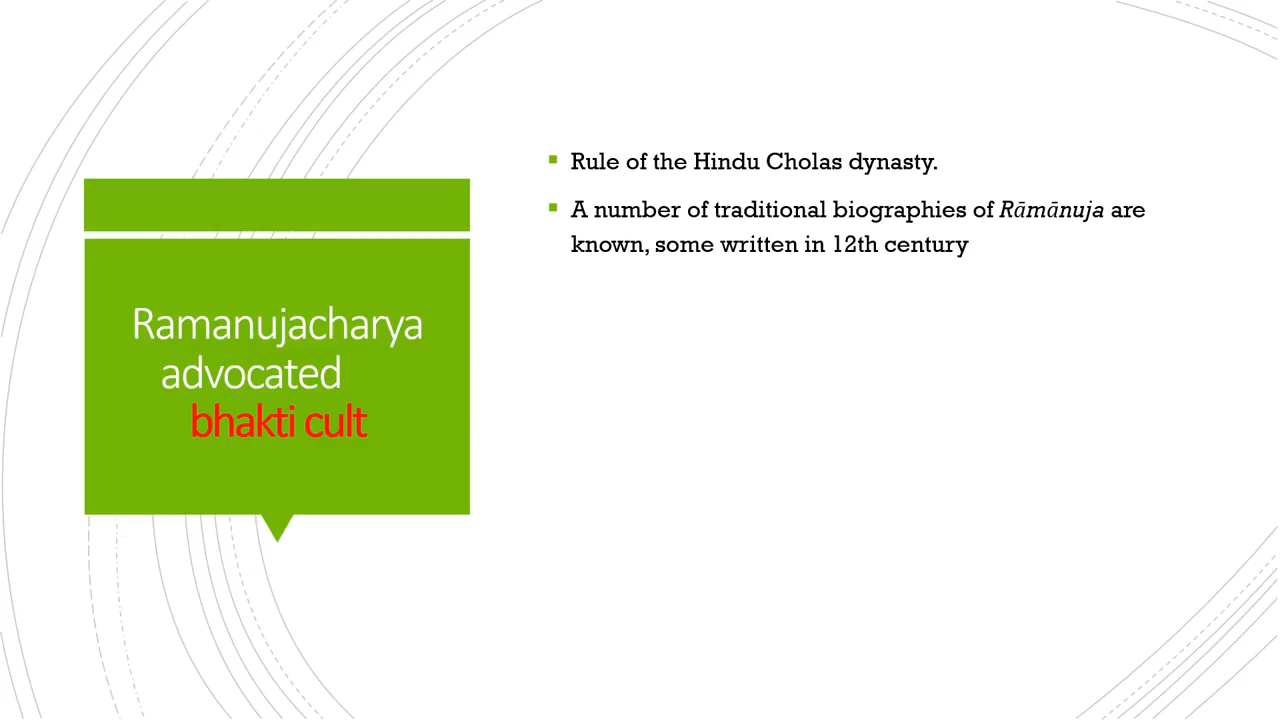 Ramanujacharya
advocated
bhakti cult
▪ Rule of the Hindu Cholas dynasty.
▪ A number of traditional biographies of Rāmānuja are
known, some written in 12th century